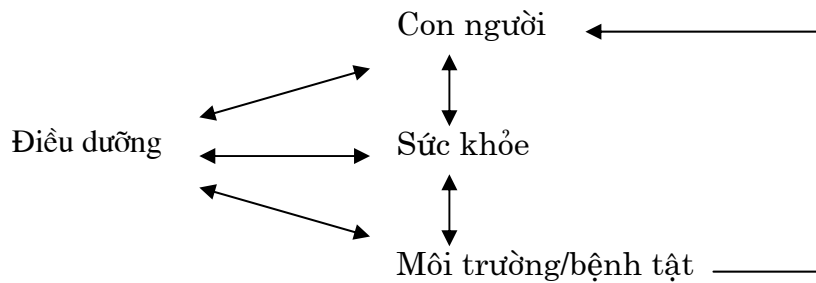 Con người
Điều dưỡng
Sức khỏe
Môi trường/bệnh tật